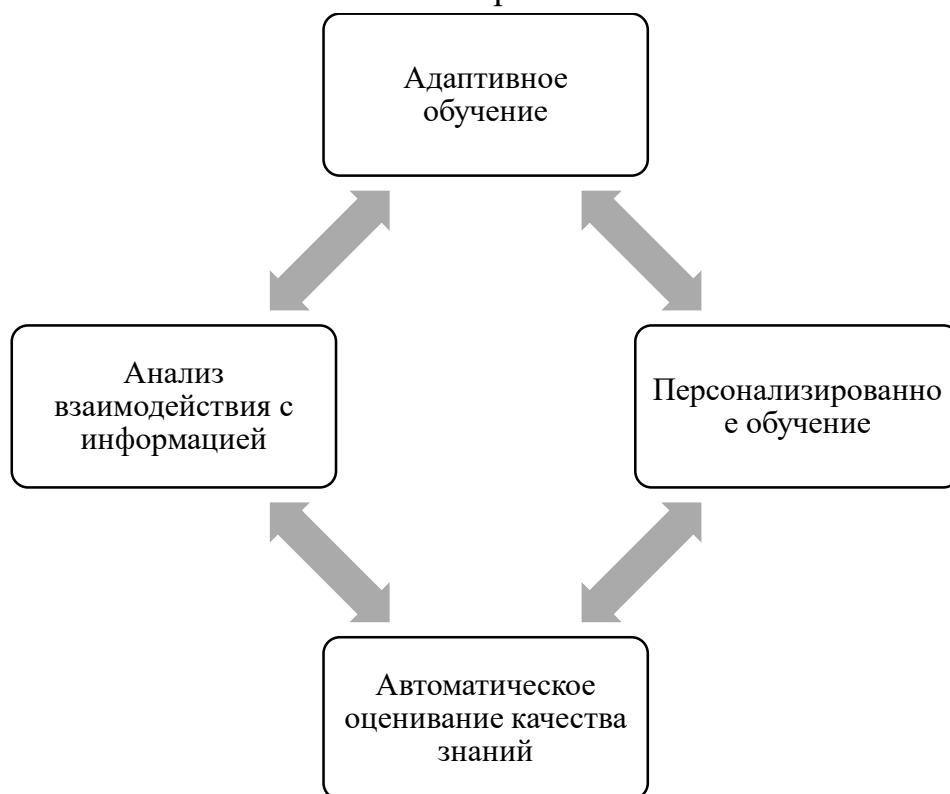 Адаптивное
обучение
Анализ
взаимодействия с
информацией
Персонализированно
е обучение
Автоматическое
оценивание качества
знаний